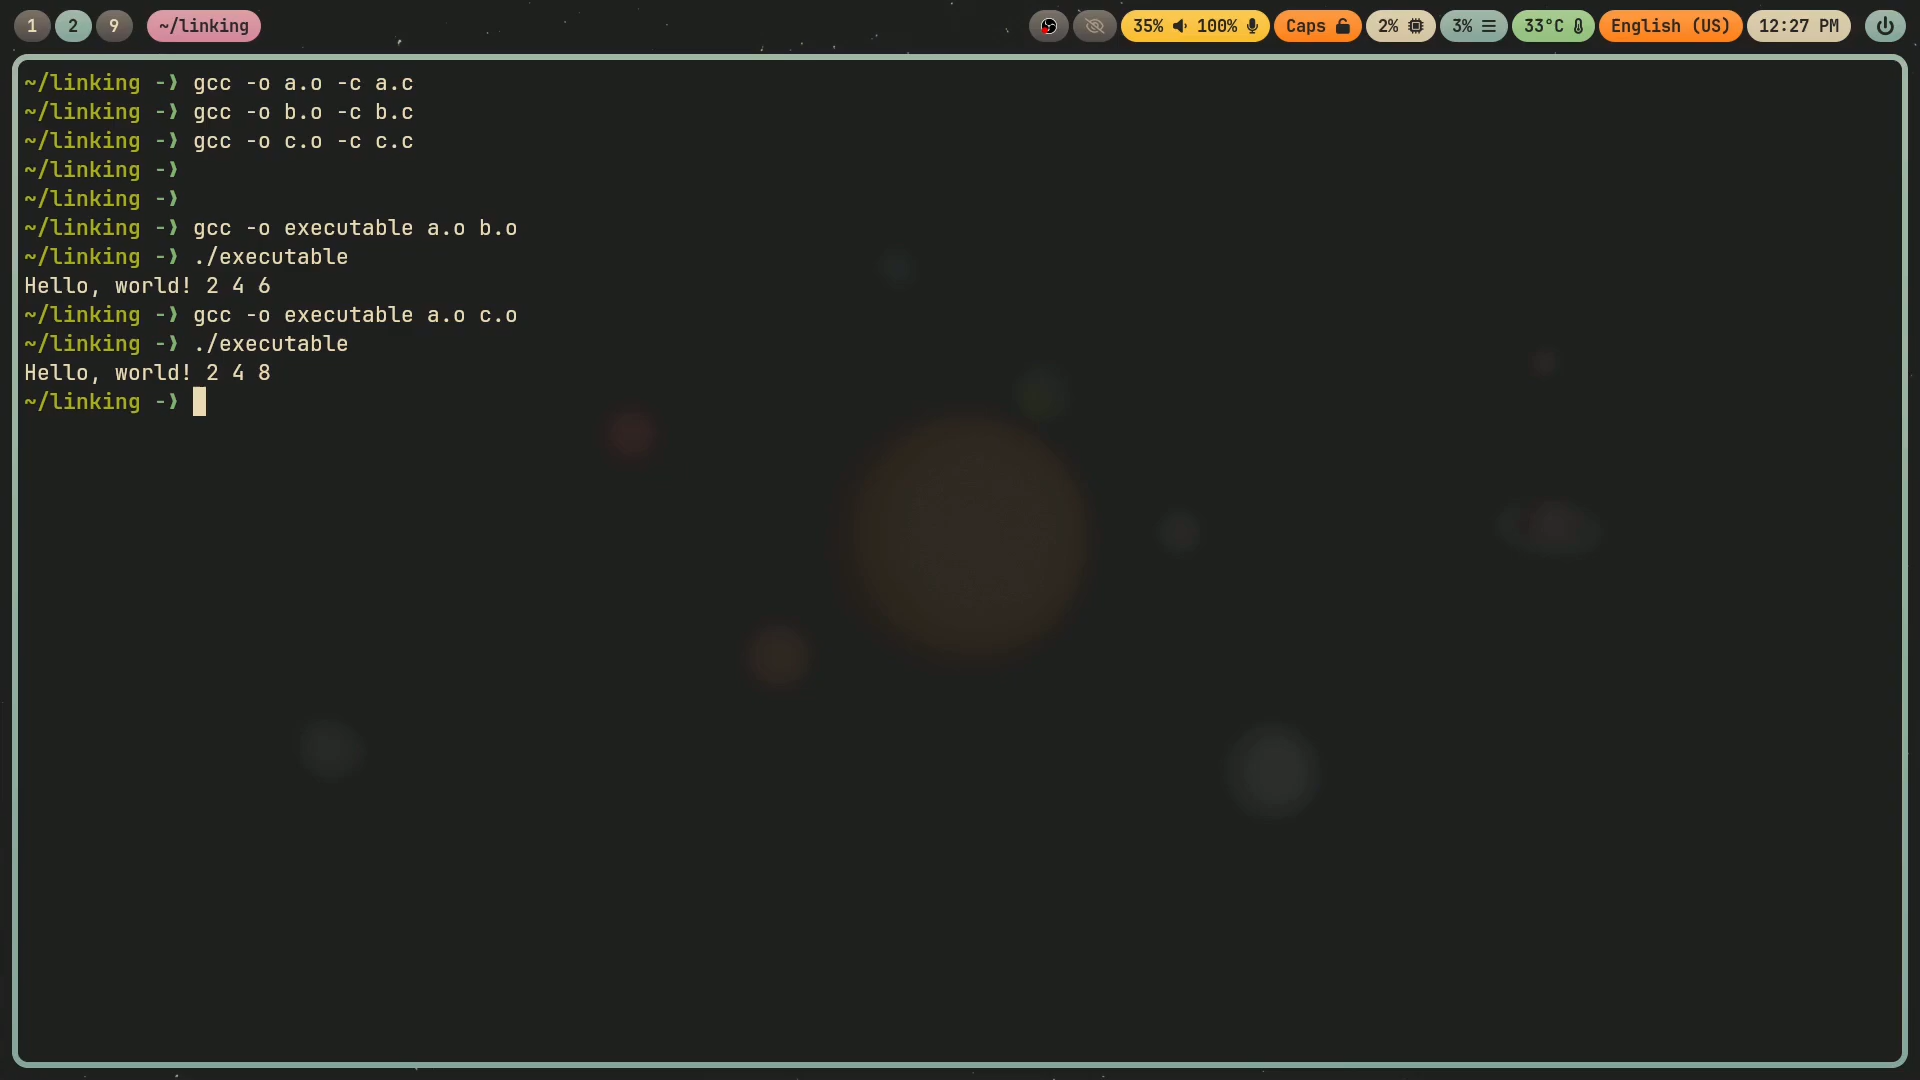 1 2 9 ~/linking 35% 100% Caps 2% 3% 33°C English (US) 12:27 PM
~/linking -❯ gcc -o a.o -c a.c
~/linking -❯ gcc -o b.o -c b.c
~/linking -❯ gcc -o c.o -c c.c
~/linking -❯
~/linking -❯
~/linking -❯ gcc -o executable a.o b.o
~/linking -❯ ./executable
Hello, world! 2 4 6
~/linking -❯ gcc -o executable a.o c.o
~/linking -❯ ./executable
Hello, world! 2 4 8
~/linking -❯